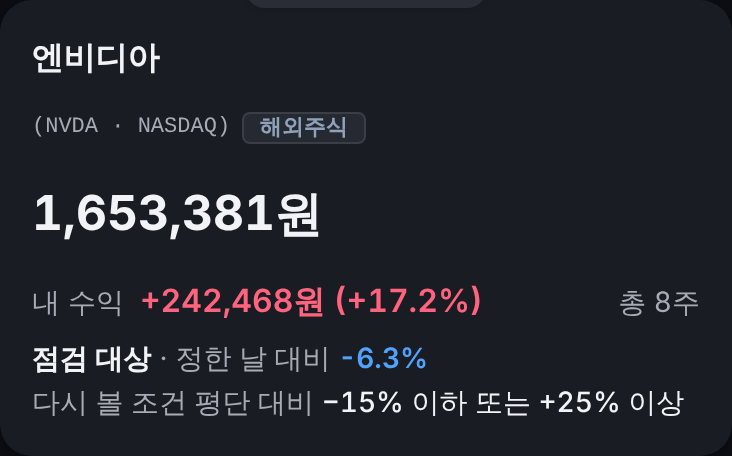 엔비디아
(NVDA · NASDAQ) 해외주식
1,653,381원
내 수익 +242,468원 (+17.2%) 총 8주
점검 대상 · 정한 날 대비 -6.3%
다시 볼 조건 평단 대비 −15% 이하 또는 +25% 이상